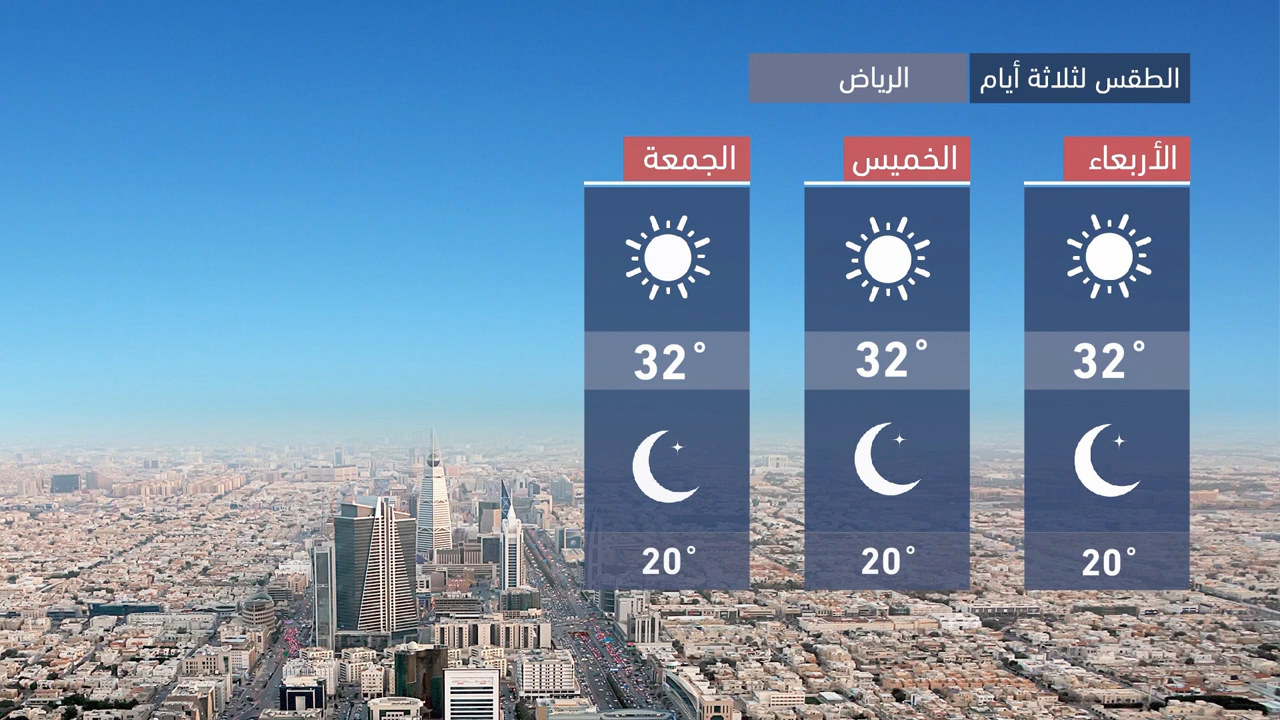 الطقس لثلاثة أيام
الرياض
الأربعاء
الخميس
الجمعة
32°
32°
32°
20°
20°
20°